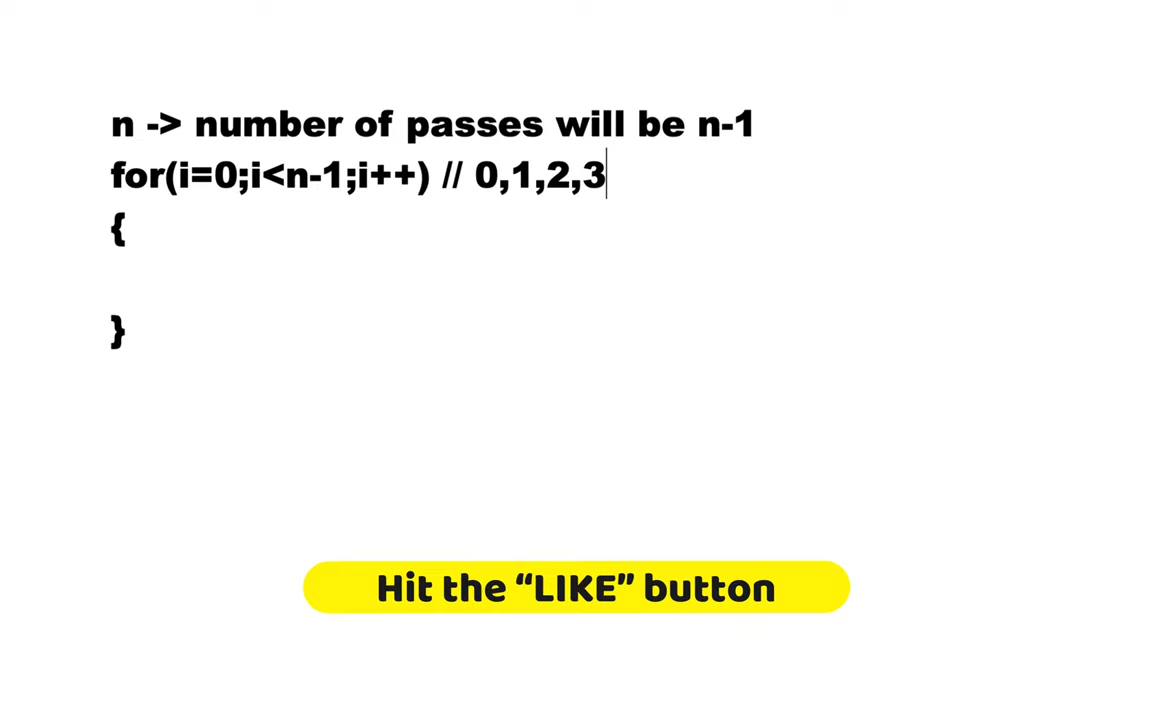 n -> number of passes will be n-1
for(i=0;i<n-1;i++) // 0,1,2,3
{
}
Hit the “LIKE” button